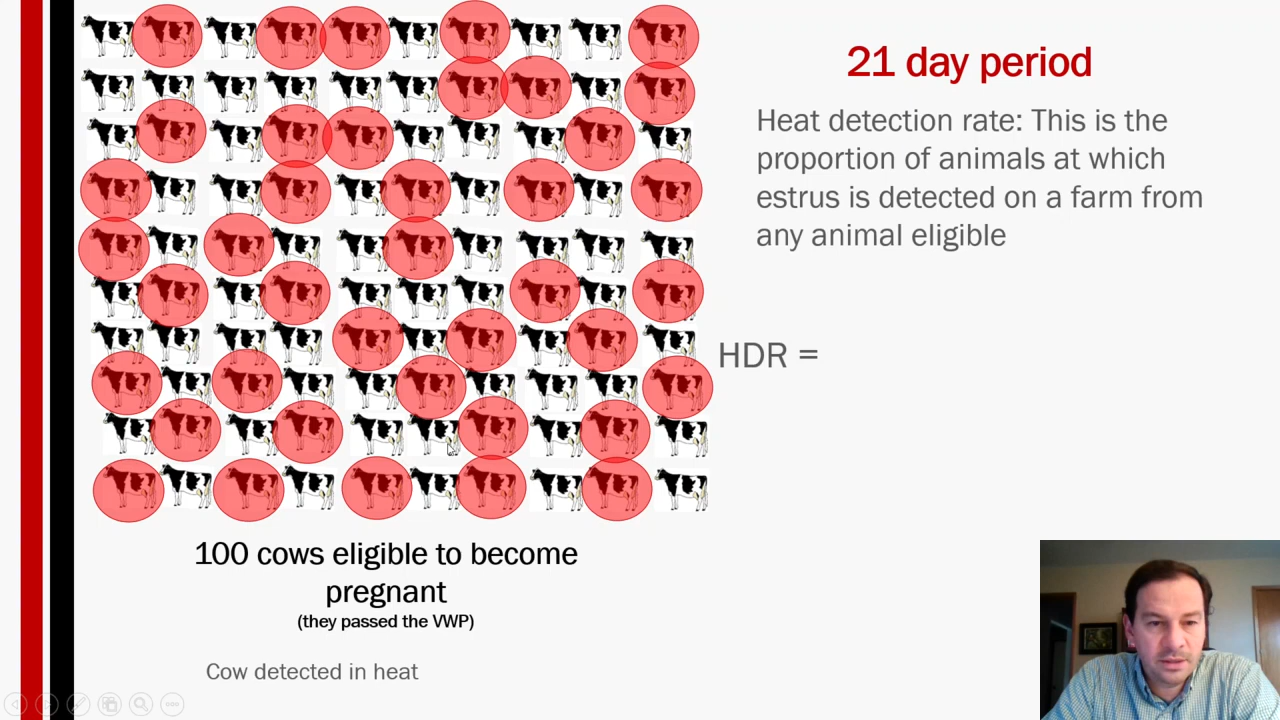 21 day period
Heat detection rate: This is the
proportion of animals at which
estrus is detected on a farm from
any animal eligible
HDR =
100 cows eligible to become
pregnant
(they passed the VWP)
Cow detected in heat